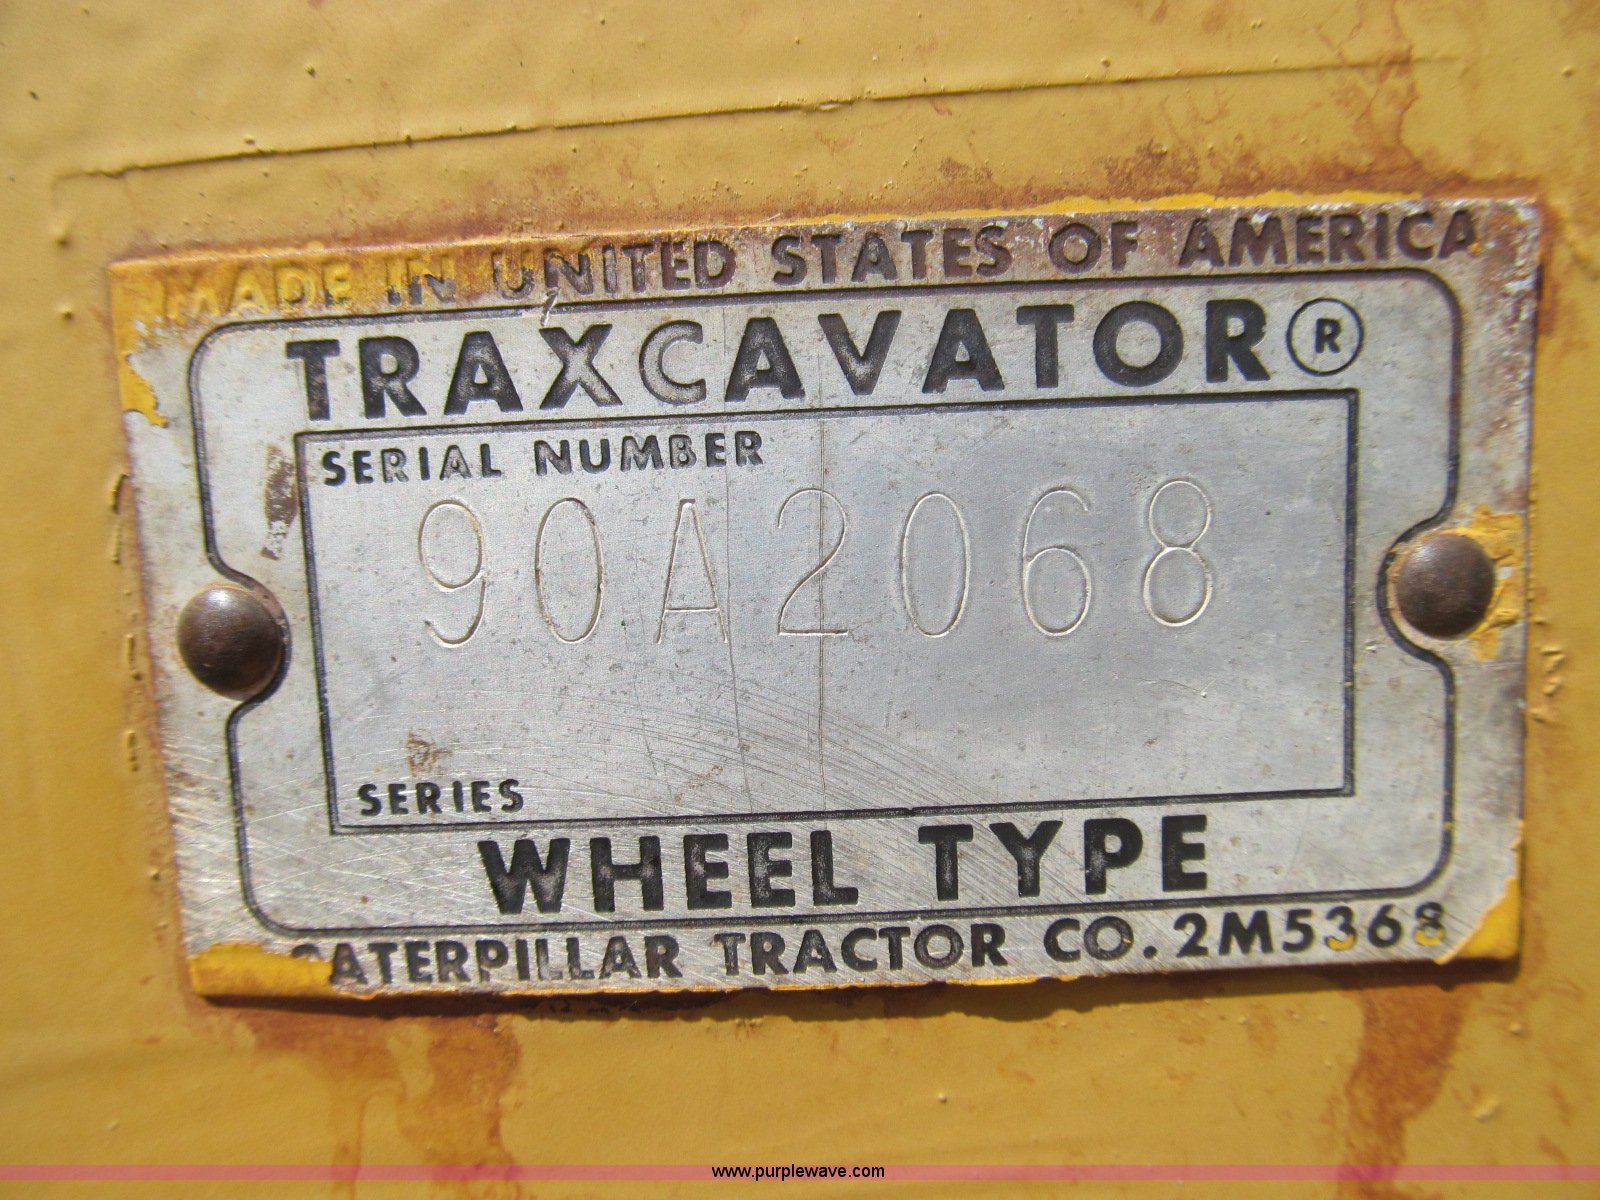 MADE IN UNITED STATES OF AMERICA
TRAXCAVATOR®
SERIAL NUMBER
90A2068
SERIES
WHEEL TYPE
CATERPILLAR TRACTOR CO. 2M5368
www.purplewave.com